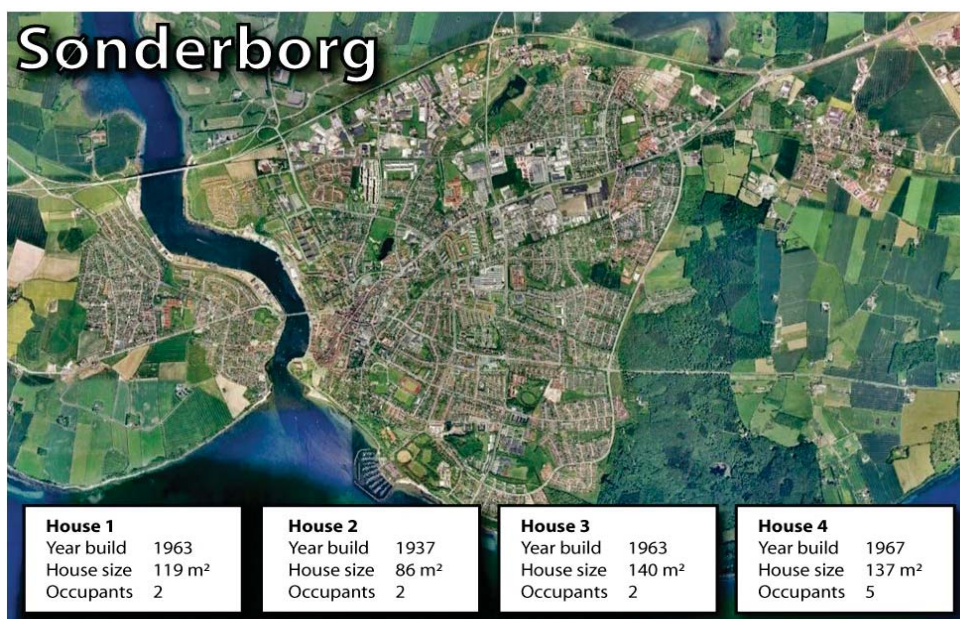 Sønderborg
House 1
Year build 1963
House size 119 m²
Occupants 2
House 2
Year build 1937
House size 86 m²
Occupants 2
House 3
Year build 1963
House size 140 m²
Occupants 2
House 4
Year build 1967
House size 137 m²
Occupants 5